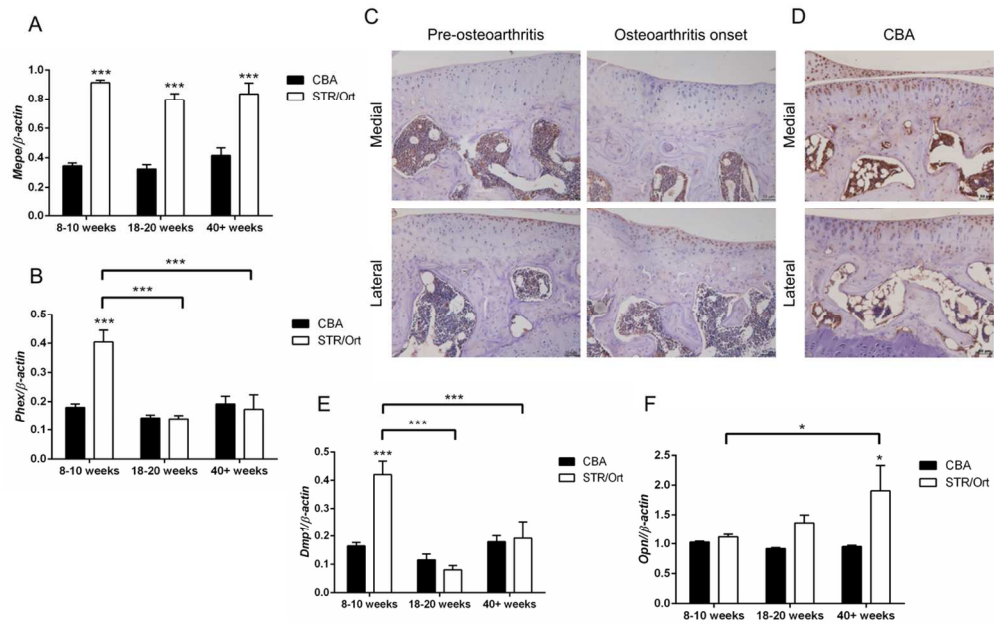 A
Mepe/β-actin
1.0
0.8
0.6
0.4
0.2
0.0
8-10 weeks 18-20 weeks 40+ weeks
*** *** ***
CBA
STR/Ort
B
Phex/β-actin
0.5
0.4
0.3
0.2
0.1
0.0
8-10 weeks 18-20 weeks 40+ weeks
***
***
***
CBA
STR/Ort
C
Pre-osteoarthritis Osteoarthritis onset
Medial
Lateral
D
CBA
Medial
Lateral
E
Dmp1/β-actin
0.5
0.4
0.3
0.2
0.1
0.0
8-10 weeks 18-20 weeks 40+ weeks
***
***
***
CBA
STR/Ort
F
Opn//β-actin
2.5
2.0
1.5
1.0
0.5
0.0
8-10 weeks 18-20 weeks 40+ weeks
*
*
CBA
STR/Ort